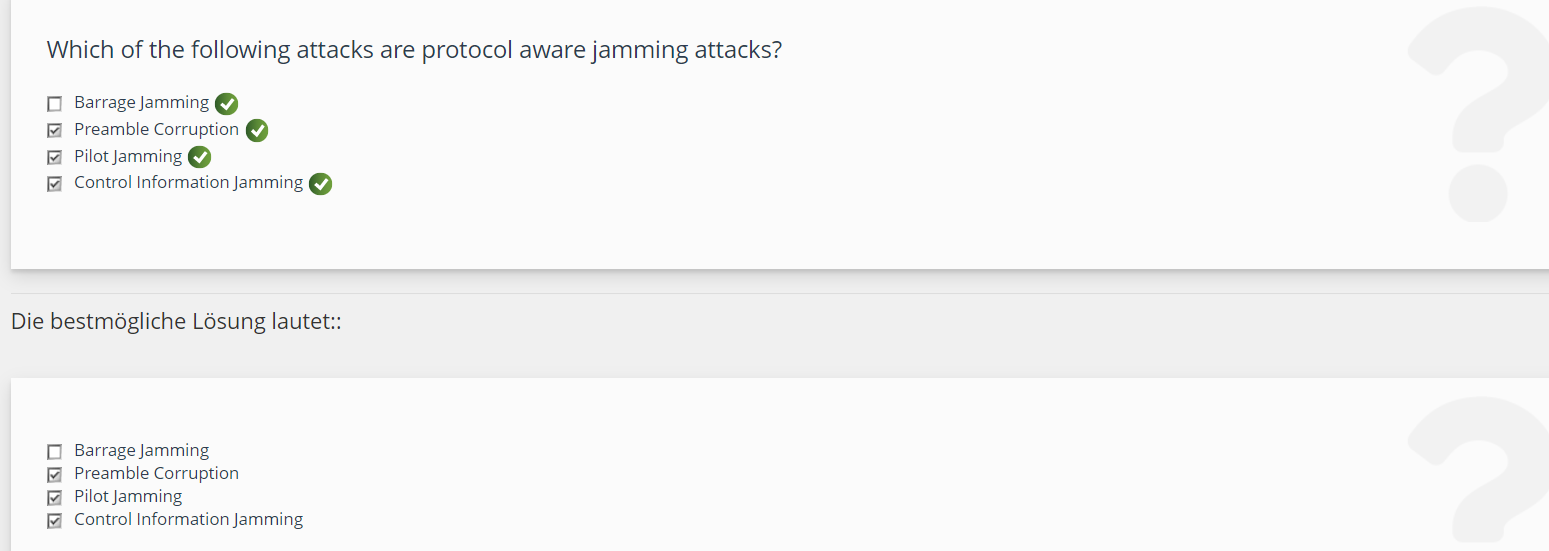 Which of the following attacks are protocol aware jamming attacks?
Barrage Jamming
Preamble Corruption
Pilot Jamming
Control Information Jamming
Die bestmögliche Lösung lautet::
Barrage Jamming
Preamble Corruption
Pilot Jamming
Control Information Jamming